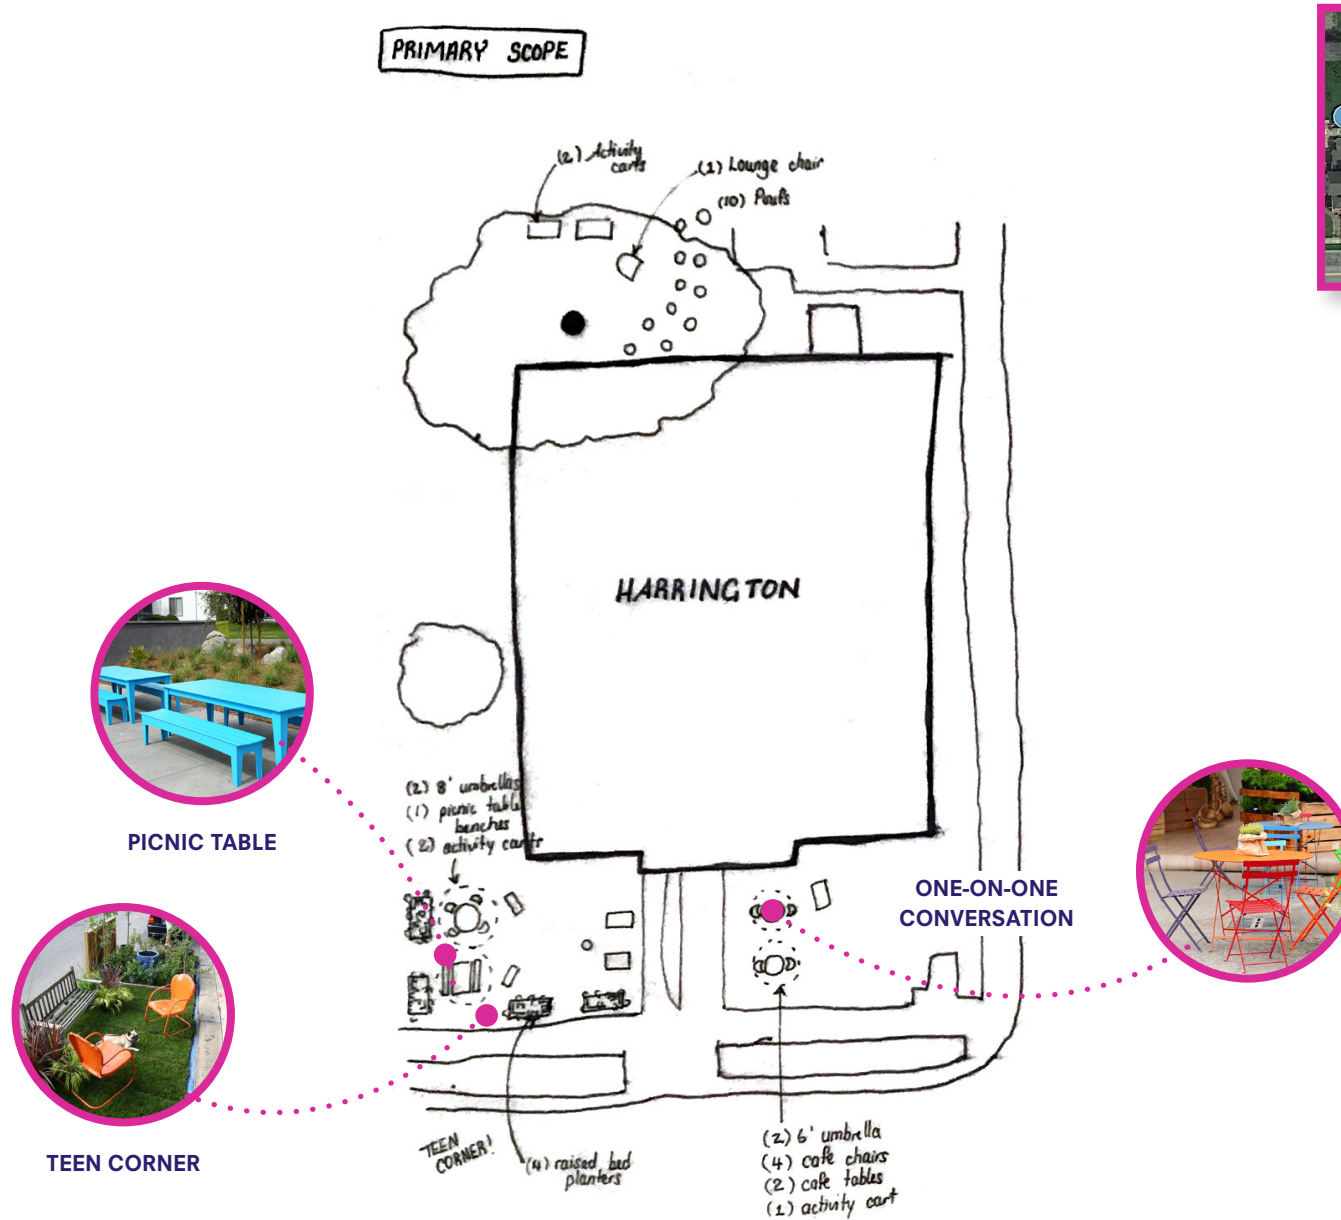 PRIMARY SCOPE
(2) Activity
carts
(1) Lounge chair
(10) Poufs
HARRINGTON
(2) 8' umbrellas
(1) picnic table
benches
(2) activity carts
PICNIC TABLE
ONE-ON-ONE
CONVERSATION
TEEN CORNER
TEEN
CORNER!
(4) raised bed
planters
(2) 6' umbrella
(4) cafe chairs
(2) cafe tables
(1) activity cart